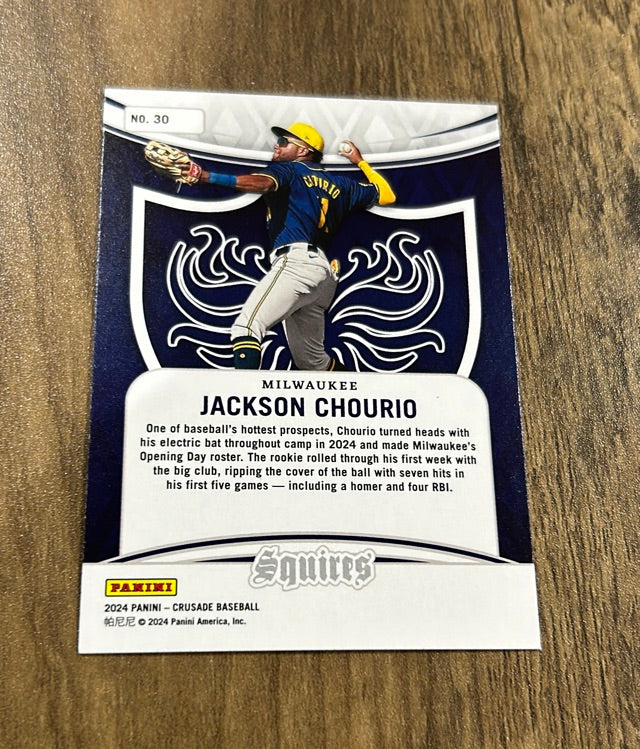 No. 30
CHOURIO
MILWAUKEE
JACKSON CHOURIO
One of baseball's hottest prospects, Chourio turned heads with
his electric bat throughout camp in 2024 and made Milwaukee's
Opening Day roster. The rookie rolled through his first week with
the big club, ripping the cover of the ball with seven hits in
his first five games — including a homer and four RBI.
Squires
PANINI
2024 PANINI – CRUSADE BASEBALL
帕尼尼 © 2024 Panini America, Inc.